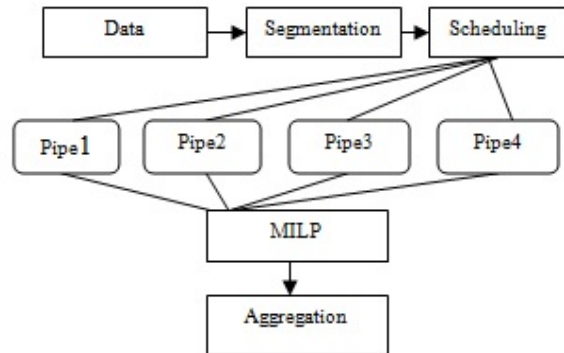 Data
Segmentation
Scheduling
Pipe1
Pipe2
Pipe3
Pipe4
MILP
Aggregation